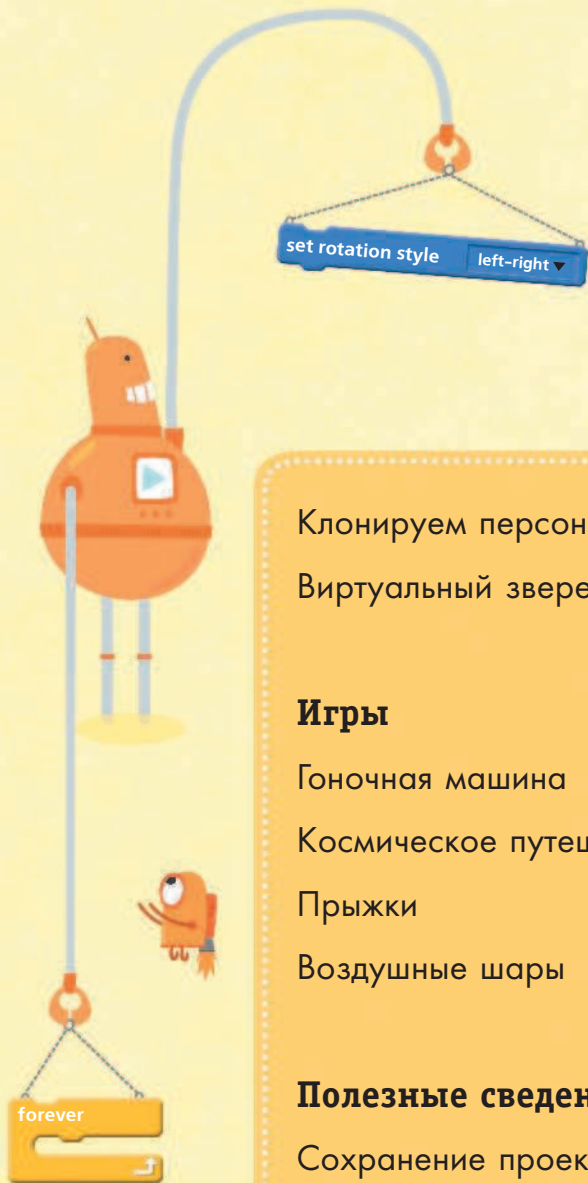 set rotation style left-right
Клонируем персон
Виртуальный звере
Игры
Гоночная машина
Космическое путеш
Прыжки
Воздушные шары
Полезные сведен
forever
Сохранение проек